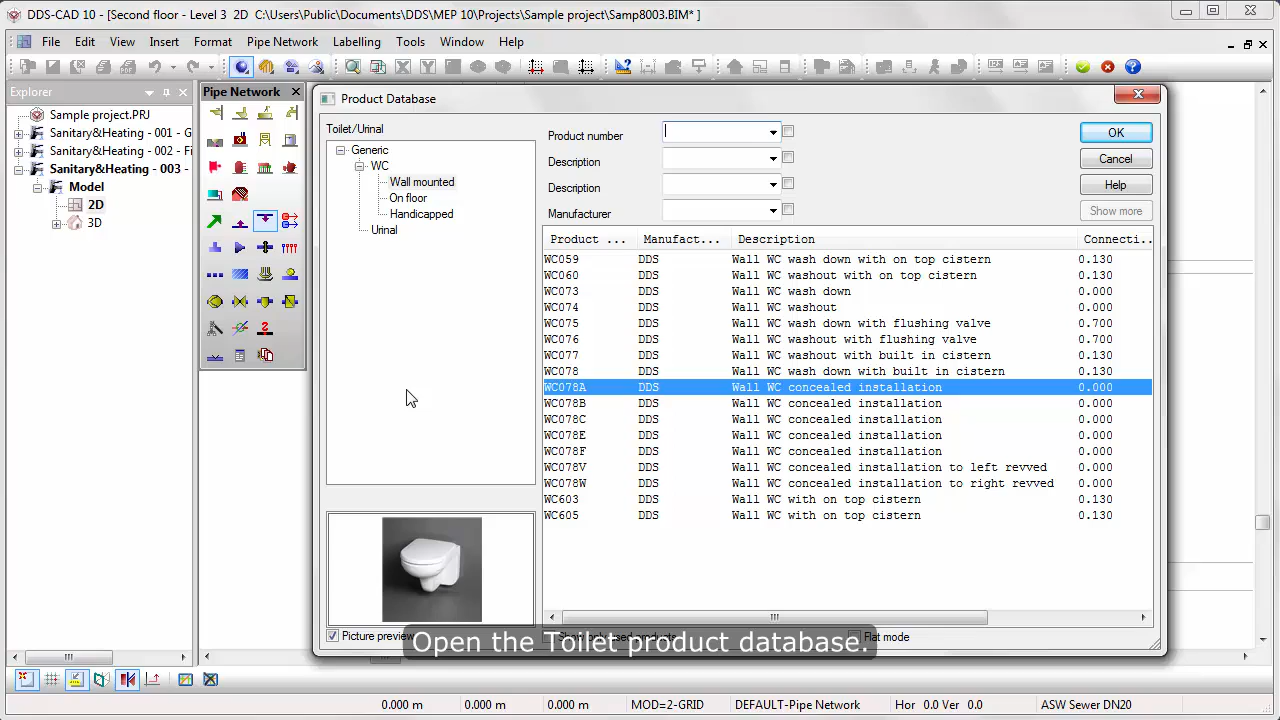 DDS-CAD 10 - [Second floor - Level 3  2D  C:\Users\Public\Documents\DDS\MEP 10\Projects\Sample project\Samp8003.BIM* ]
File Edit View Insert Format Pipe Network Labelling Tools Window Help
Explorer
Sample project.PRJ
Sanitary&Heating - 001 - G
Sanitary&Heating - 002 - Fi
Sanitary&Heating - 003 -
Model
2D
3D
Pipe Network
Product Database
Toilet/Urinal
Generic
WC
Wall mounted
On floor
Handicapped
Urinal
Picture preview
Product number
Description
Description
Manufacturer
OK
Cancel
Help
Show more
Product ... Manufact... Description Connecti..
WC059 DDS Wall WC wash down with on top cistern 0.130
WC060 DDS Wall WC washout with on top cistern 0.130
WC073 DDS Wall WC wash down 0.000
WC074 DDS Wall WC washout 0.000
WC075 DDS Wall WC wash down with flushing valve 0.700
WC076 DDS Wall WC washout with flushing valve 0.700
WC077 DDS Wall WC washout with built in cistern 0.130
WC078 DDS Wall WC wash down with built in cistern 0.130
WC078A DDS Wall WC concealed installation 0.000
WC078B DDS Wall WC concealed installation 0.000
WC078C DDS Wall WC concealed installation 0.000
WC078E DDS Wall WC concealed installation 0.000
WC078F DDS Wall WC concealed installation 0.000
WC078V DDS Wall WC concealed installation to left revved 0.000
WC078W DDS Wall WC concealed installation to right revved 0.000
WC603 DDS Wall WC with on top cistern 0.130
WC605 DDS Wall WC with on top cistern 0.130
Flat mode
Open the Toilet product database.
0.000 m 0.000 m 0.000 m MOD=2-GRID DEFAULT-Pipe Network Hor 0.0 Ver 0.0 ASW Sewer DN20